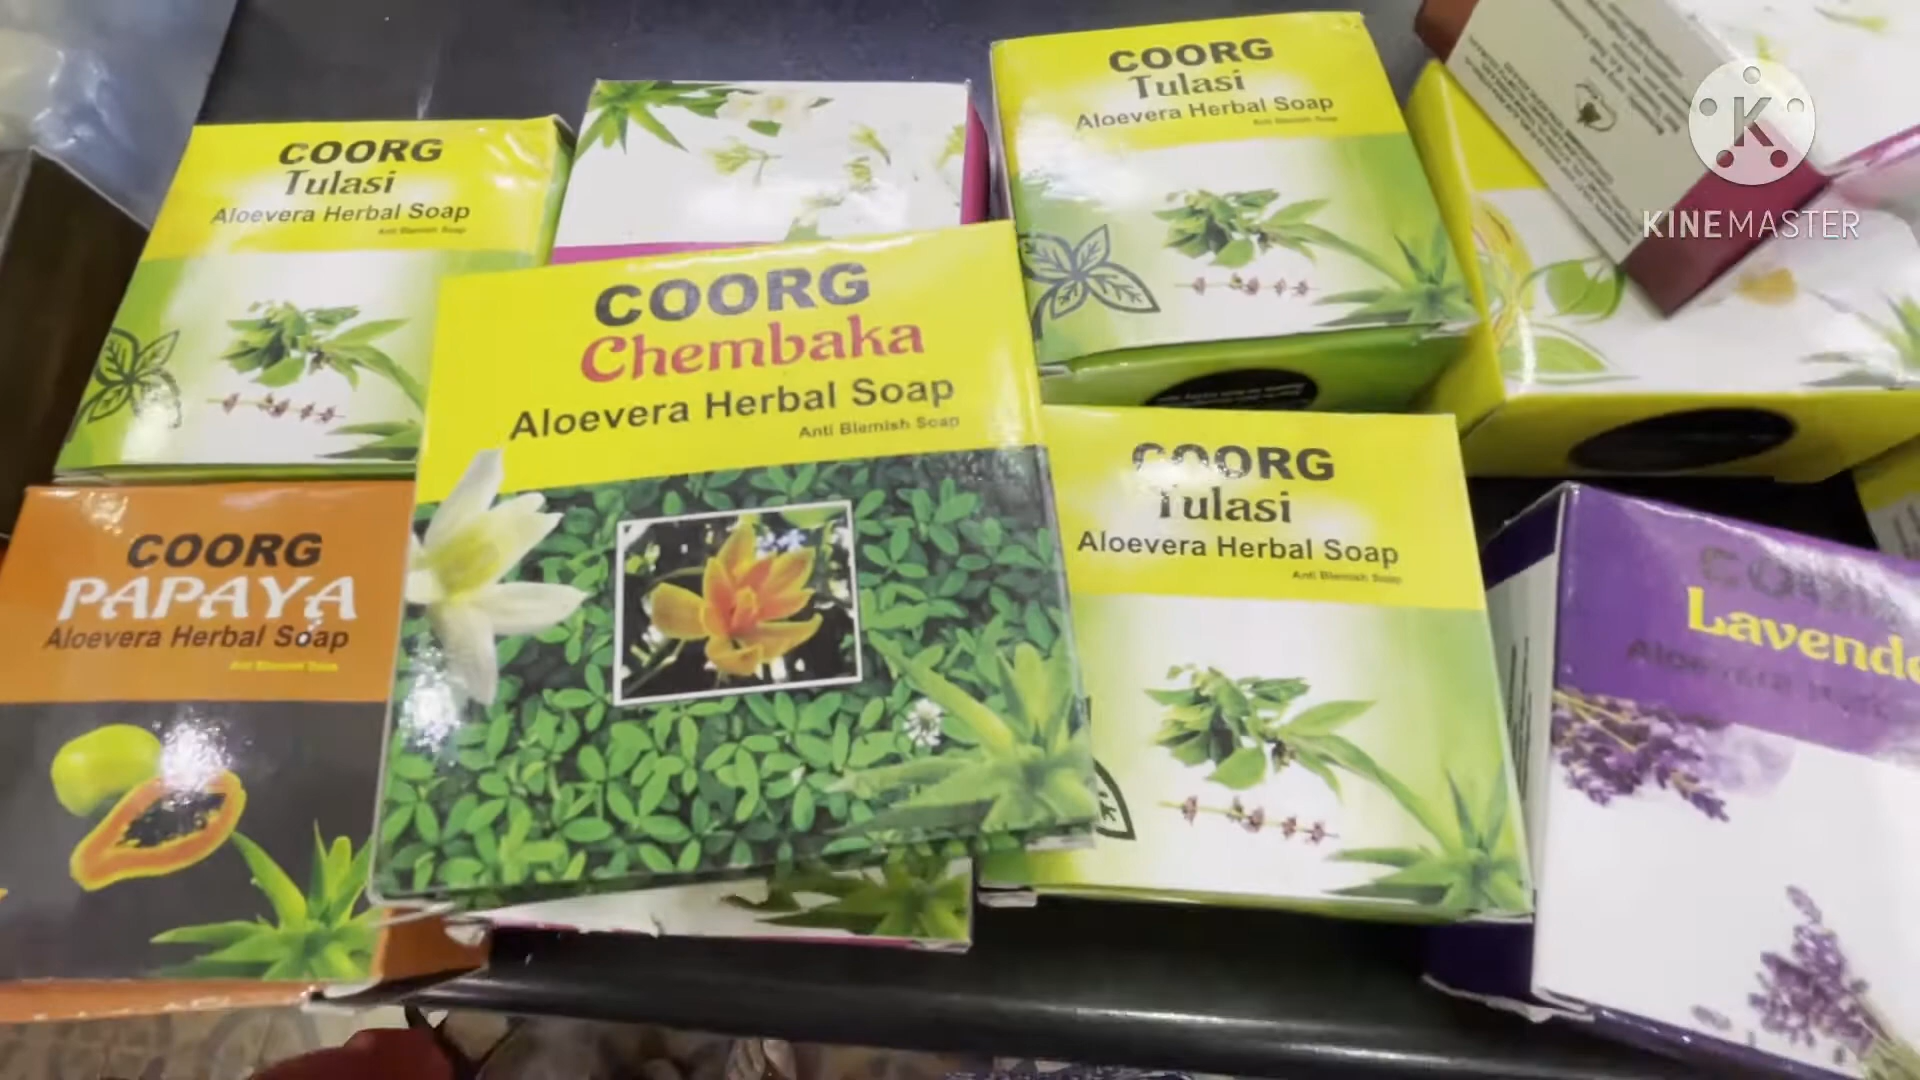 COORG
Tulasi
Aloevera Herbal Soap
Anti Blemish Soap
COORG
Tulasi
Aloevera Herbal Soap
Anti Blemish Soap
K
KINEMASTER
COORG
Chembaka
Aloevera Herbal Soap
Anti Blemish Soap
COORG
Tulasi
Aloevera Herbal Soap
Anti Blemish Soap
COORG
PAPAYA
Aloevera Herbal Soap
Anti Blemish Soap
COORG